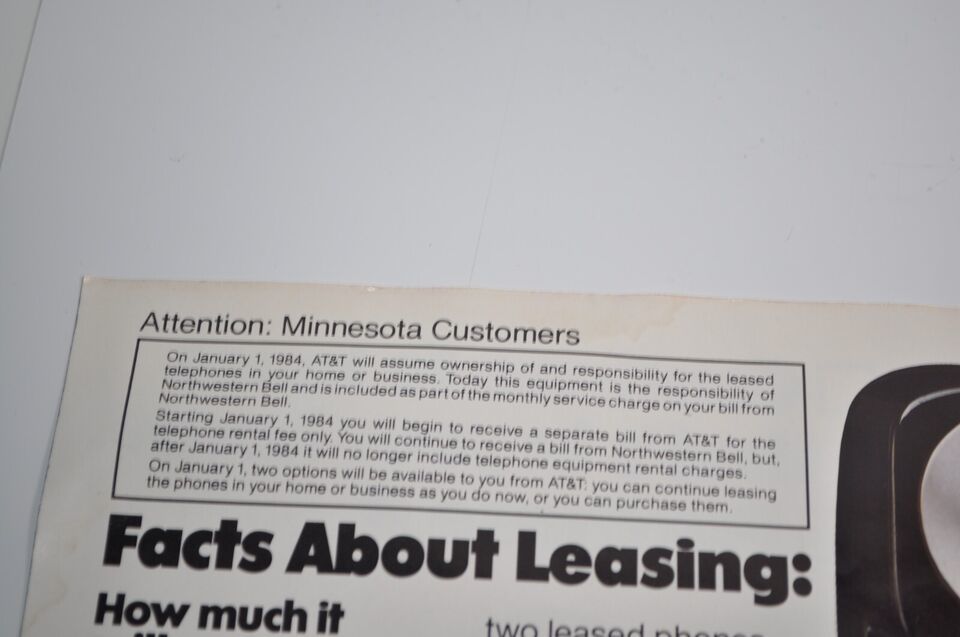 Attention: Minnesota Customers
On January 1, 1984, AT&T will assume ownership of and responsibility for the leased
telephones in your home or business. Today this equipment is the responsibility of
Northwestern Bell and is included as part of the monthly service charge on your bill from
Northwestern Bell.
Starting January 1, 1984 you will begin to receive a separate bill from AT&T for the
telephone rental fee only. You will continue to receive a bill from Northwestern Bell, but,
after January 1, 1984 it will no longer include telephone equipment rental charges.
On January 1, two options will be available to you from AT&T: you can continue leasing
the phones in your home or business as you do now, or you can purchase them.
Facts About Leasing:
How much it
two leased phones